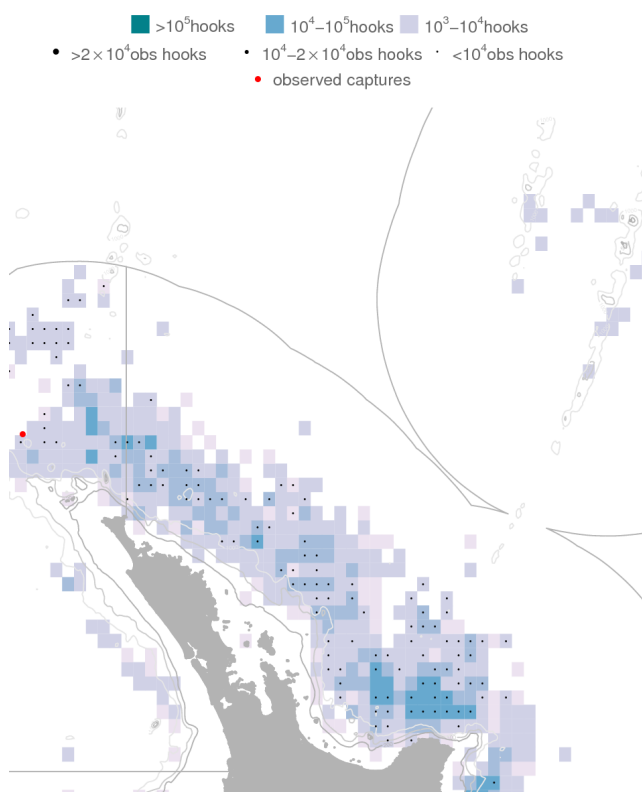 >10⁵hooks 10⁴–10⁵hooks 10³–10⁴hooks
>2×10⁴obs hooks 10⁴–2×10⁴obs hooks <10⁴obs hooks
observed captures